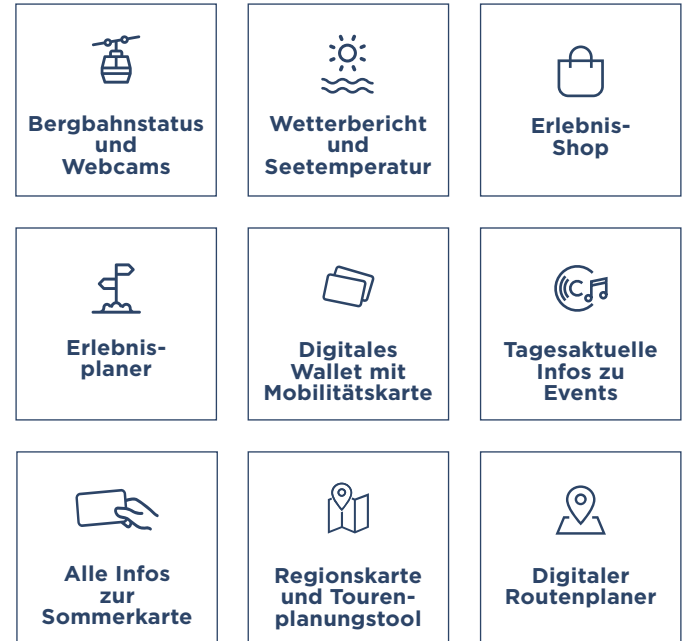 Bergbahnstatus
und
Webcams
Wetterbericht
und
Seetemperatur
Erlebnis-
Shop
Erlebnis-
planer
Digitales
Wallet mit
Mobilitätskarte
Tagesaktuelle
Infos zu
Events
Alle Infos
zur
Sommerkarte
Regionskarte
und Touren-
planungstool
Digitaler
Routenplaner